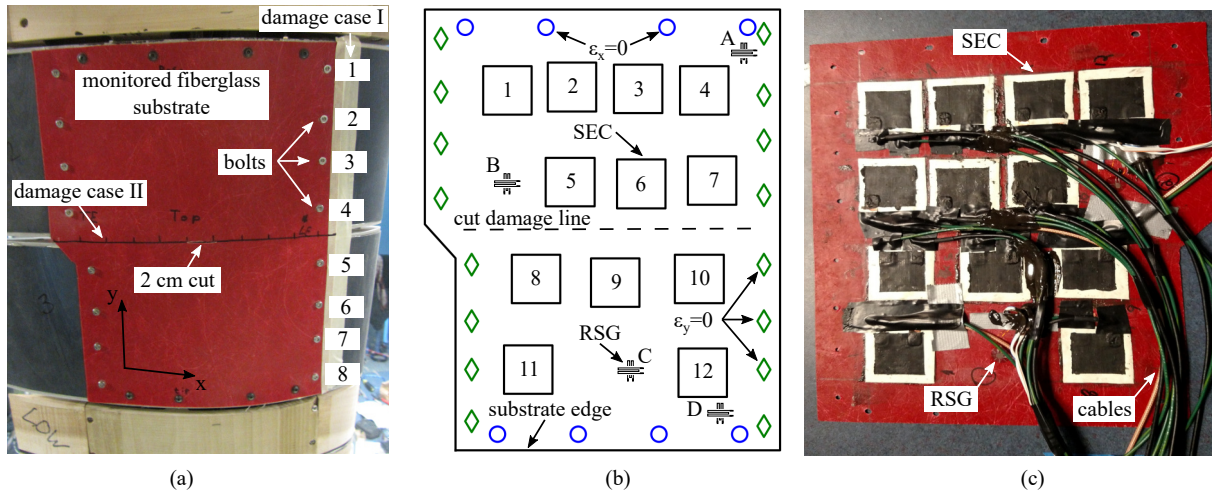 damage case I
monitored fiberglass
substrate
1
2
bolts
3
damage case II
4
Top
2 cm cut
5
6
7
8
3
y
x
LOW
(a)
εx=0
A
1
2
3
4
SEC
B
5
6
7
cut damage line
8
9
10
εy=0
RSG
C
11
12
D
substrate edge
(b)
SEC
RSG
cables
(c)